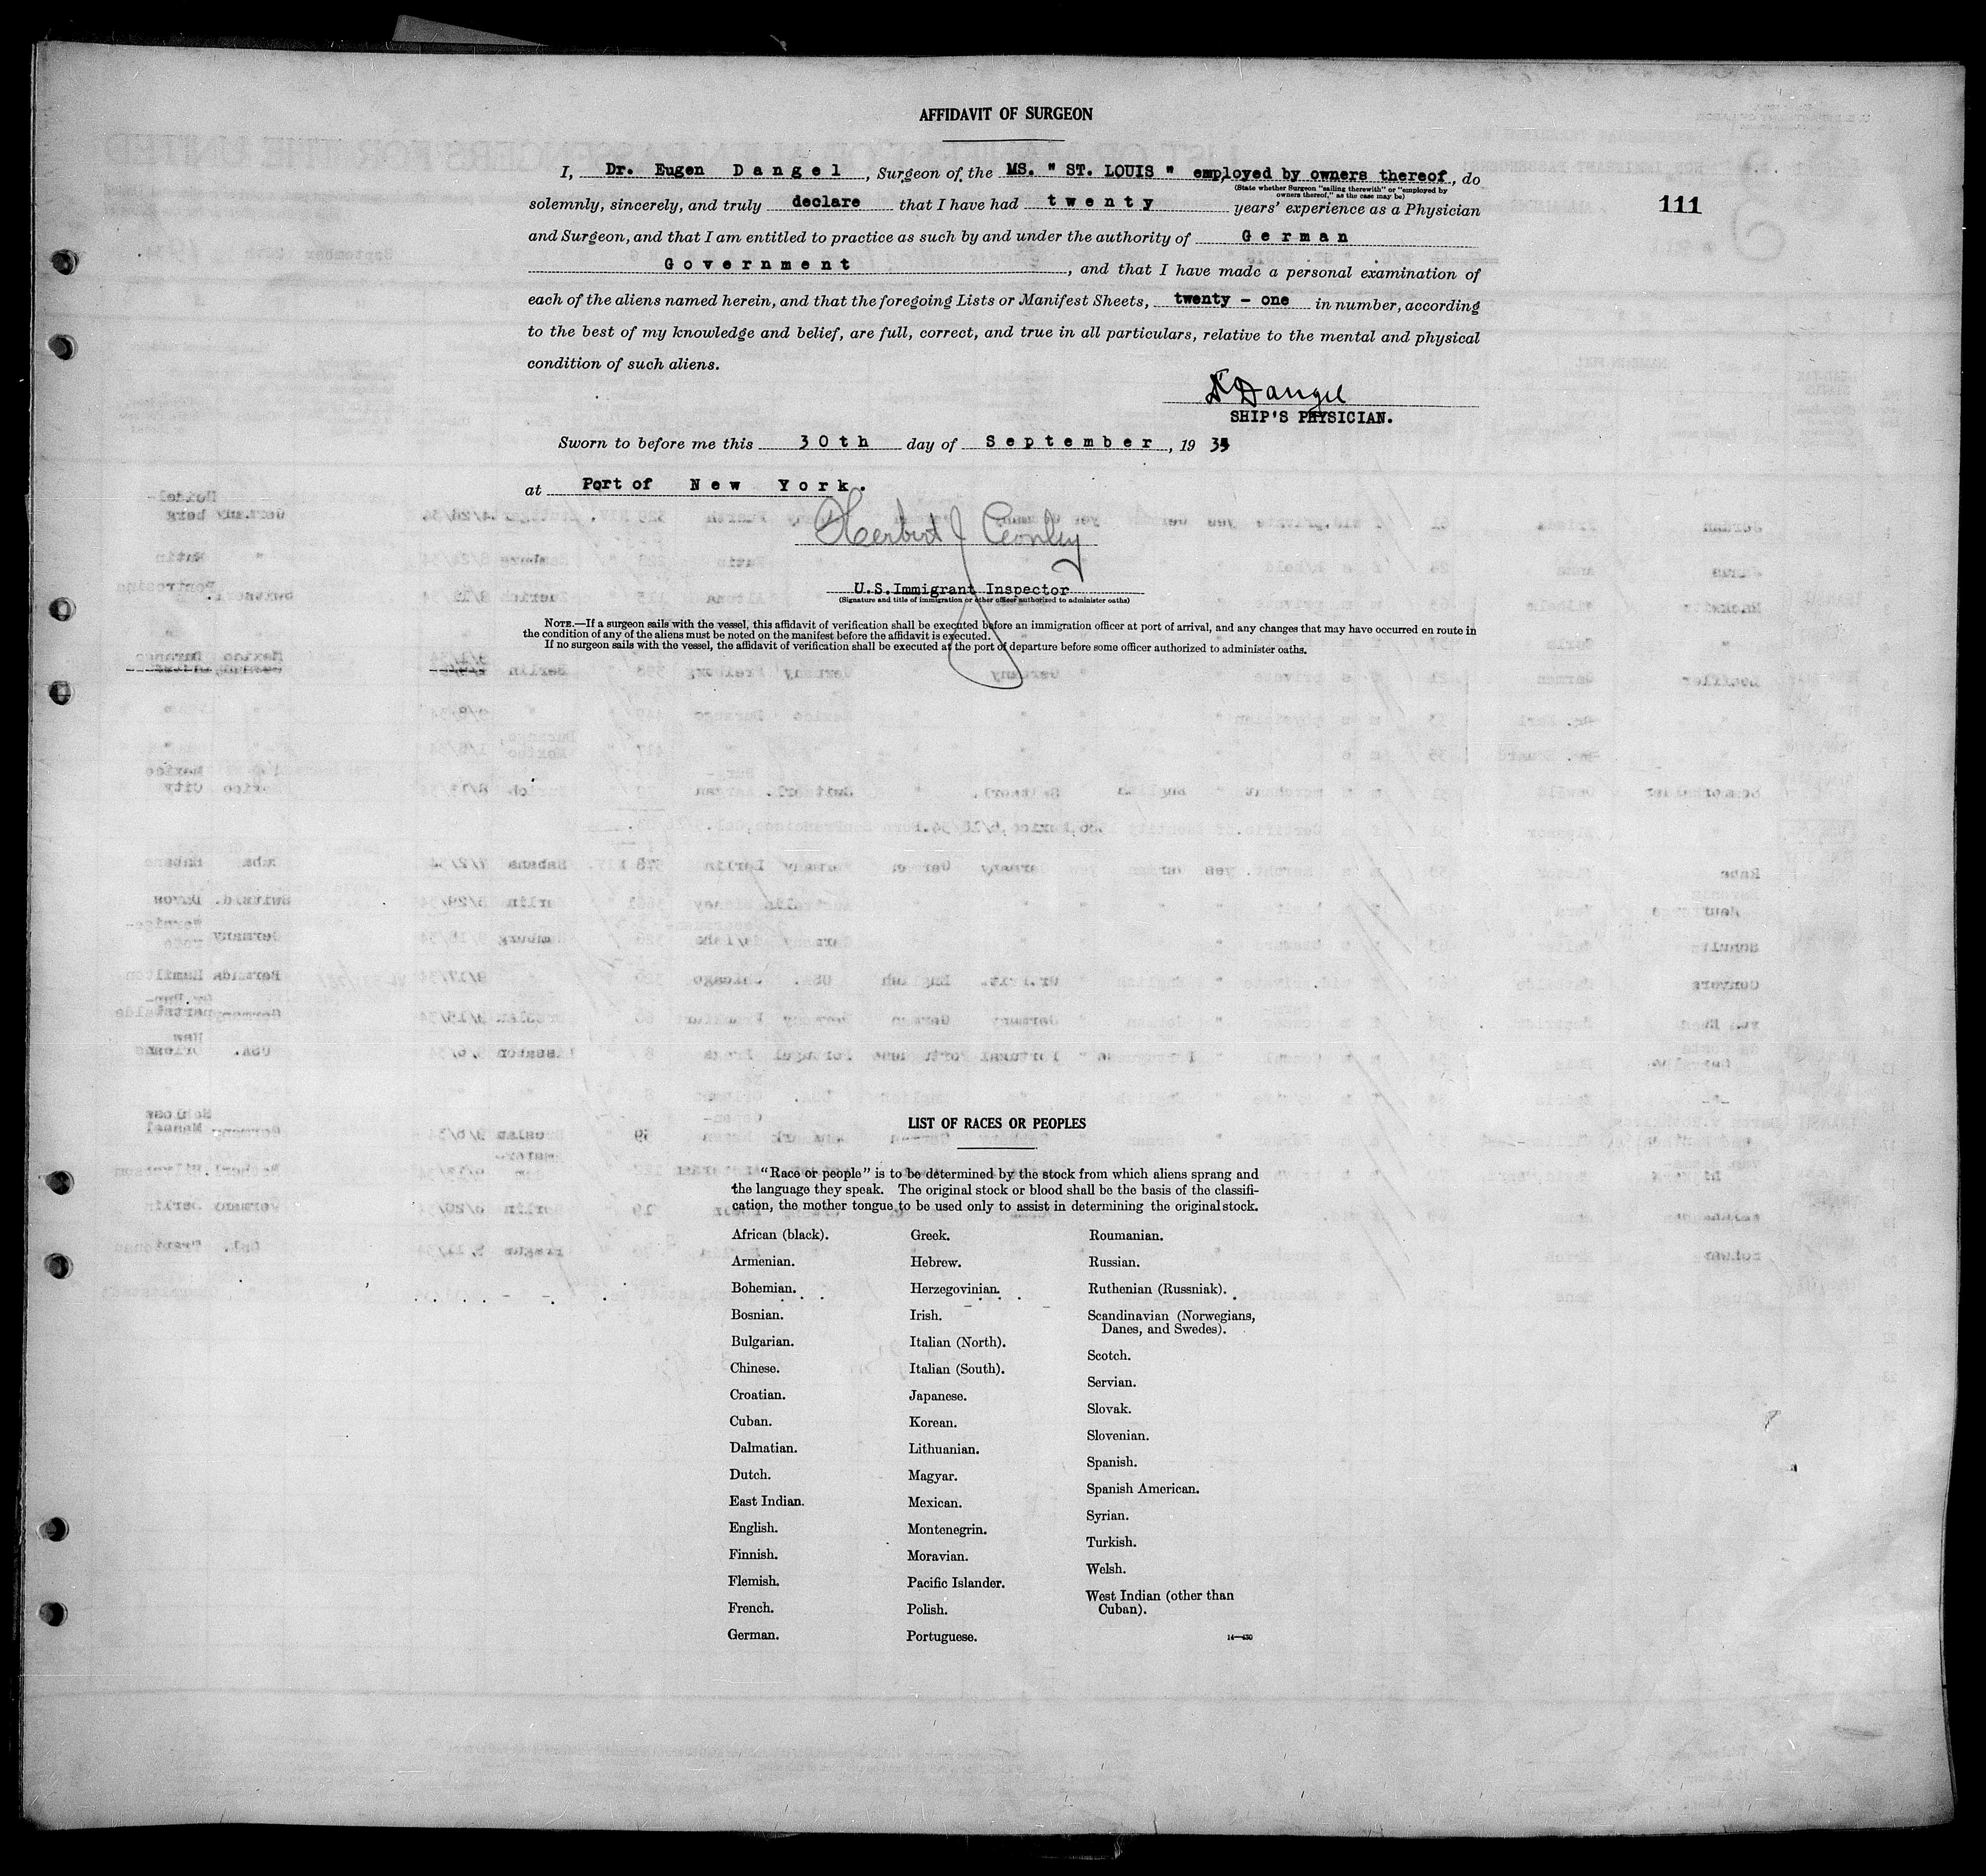 AFFIDAVIT OF SURGEON
I, Dr. Eugen Dangel, Surgeon of the MS. " ST. LOUIS " employed by owners thereof, do
(State whether Surgeon "sailing therewith" or "employed by
owners thereof," as the case may be)
111
solemnly, sincerely, and truly declare that I have had twenty years' experience as a Physician
and Surgeon, and that I am entitled to practice as such by and under the authority of German
Government, and that I have made a personal examination of
each of the aliens named herein, and that the foregoing Lists or Manifest Sheets, twenty - one in number, according
to the best of my knowledge and belief, are full, correct, and true in all particulars, relative to the mental and physical
condition of such aliens.
Dr Dangel
SHIP'S PHYSICIAN.
Sworn to before me this 30th day of September, 19 34
at Port of New York.
Herbert J Conley
U.S.Immigrant Inspector
(Signature and title of immigration or other officer authorized to administer oaths)
NOTE.—If a surgeon sails with the vessel, this affidavit of verification shall be executed before an immigration officer at port of arrival, and any changes that may have occurred en route in
the condition of any of the aliens must be noted on the manifest before the affidavit is executed.
If no surgeon sails with the vessel, the affidavit of verification shall be executed at the port of departure before some officer authorized to administer oaths.
LIST OF RACES OR PEOPLES
"Race or people" is to be determined by the stock from which aliens sprang and
the language they speak. The original stock or blood shall be the basis of the classifi-
cation, the mother tongue to be used only to assist in determining the original stock.
African (black).
Armenian.
Bohemian.
Bosnian.
Bulgarian.
Chinese.
Croatian.
Cuban.
Dalmatian.
Dutch.
East Indian.
English.
Finnish.
Flemish.
French.
German.
Greek.
Hebrew.
Herzegovinian.
Irish.
Italian (North).
Italian (South).
Japanese.
Korean.
Lithuanian.
Magyar.
Mexican.
Montenegrin.
Moravian.
Pacific Islander.
Polish.
Portuguese.
Roumanian.
Russian.
Ruthenian (Russniak).
Scandinavian (Norwegians,
Danes, and Swedes).
Scotch.
Servian.
Slovak.
Slovenian.
Spanish.
Spanish American.
Syrian.
Turkish.
Welsh.
West Indian (other than
Cuban).
14—430